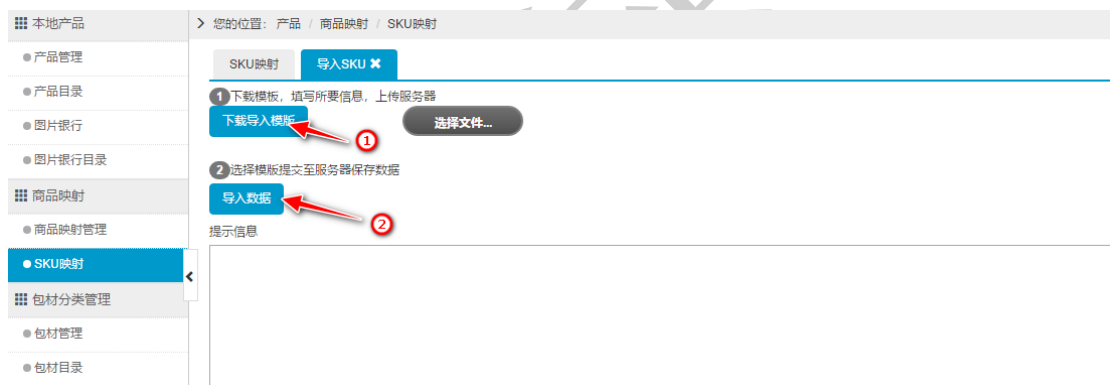 本地产品
产品管理
产品目录
图片银行
图片银行目录
商品映射
商品映射管理
SKU映射
包材分类管理
包材管理
包材目录
您的位置: 产品 / 商品映射 / SKU映射
SKU映射 导入SKU ✖
1 下载模板, 填写所要信息, 上传服务器
下载导入模版 选择文件...
①
2 选择模版提交至服务器保存数据
导入数据
②
提示信息